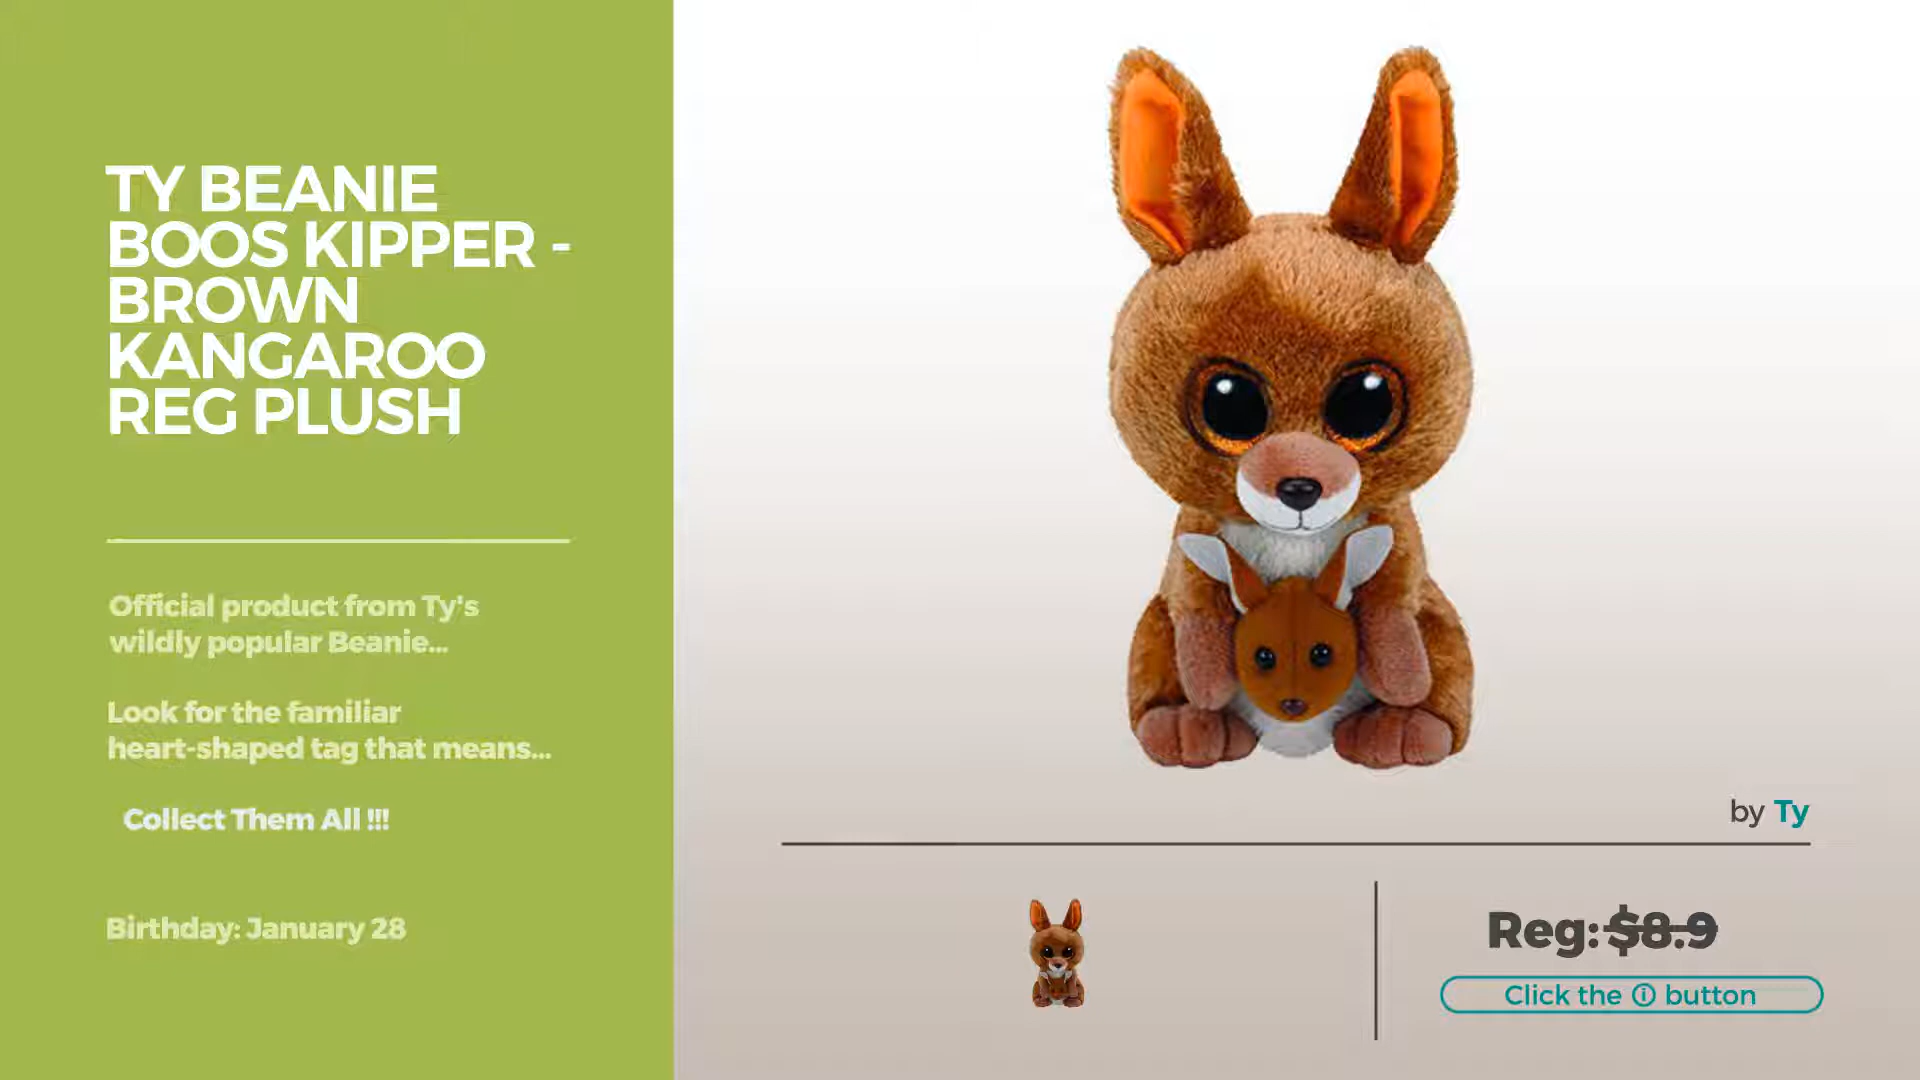 TY BEANIE
BOOS KIPPER -
BROWN
KANGAROO
REG PLUSH
Official product from Ty's
wildly popular Beanie...
Look for the familiar
heart-shaped tag that means...
Collect Them All !!!
Birthday: January 28
by Ty
Reg: $8.9
Click the ⓘ button